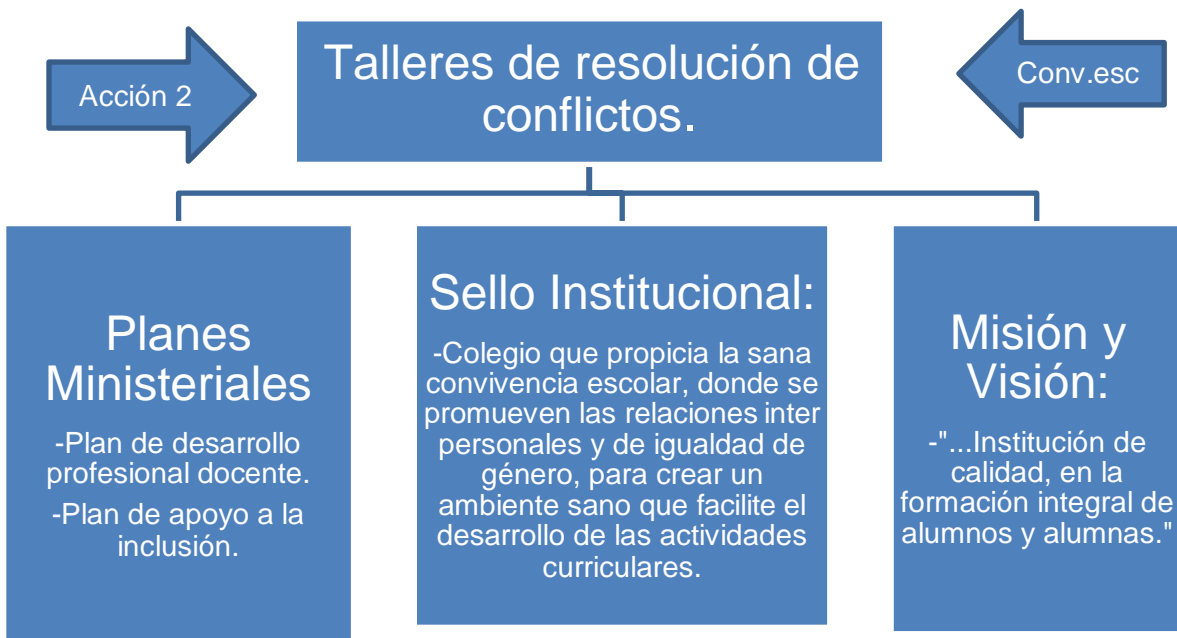 Acción 2
Talleres de resolución de
conflictos.
Conv.esc
Planes
Ministeriales
-Plan de desarrollo
profesional docente.
-Plan de apoyo a la
inclusión.
Sello Institucional:
-Colegio que propicia la sana
convivencia escolar, donde se
promueven las relaciones inter
personales y de igualdad de
género, para crear un
ambiente sano que facilite el
desarrollo de las actividades
curriculares.
Misión y
Visión:
-"...Institución de
calidad, en la
formación integral de
alumnos y alumnas."